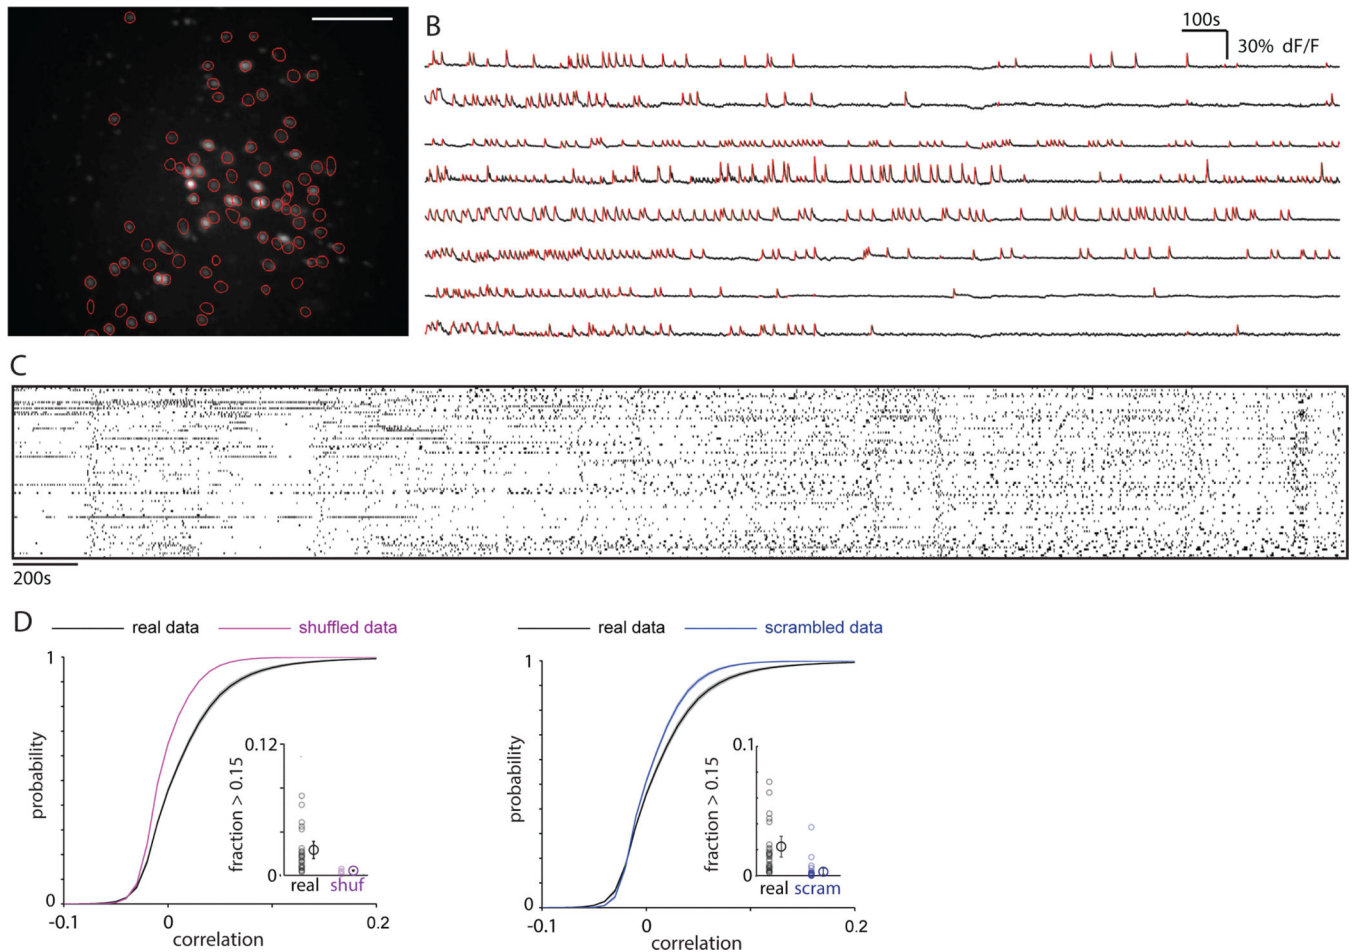 B
100s
30% dF/F
C
200s
D
real data
shuffled data
real data
scrambled data
1
probability
0
-0.1
0
0.2
correlation
0.12
fraction > 0.15
0
real
shuf
1
probability
0
-0.1
0
0.2
correlation
0.1
fraction > 0.15
0
real
scram